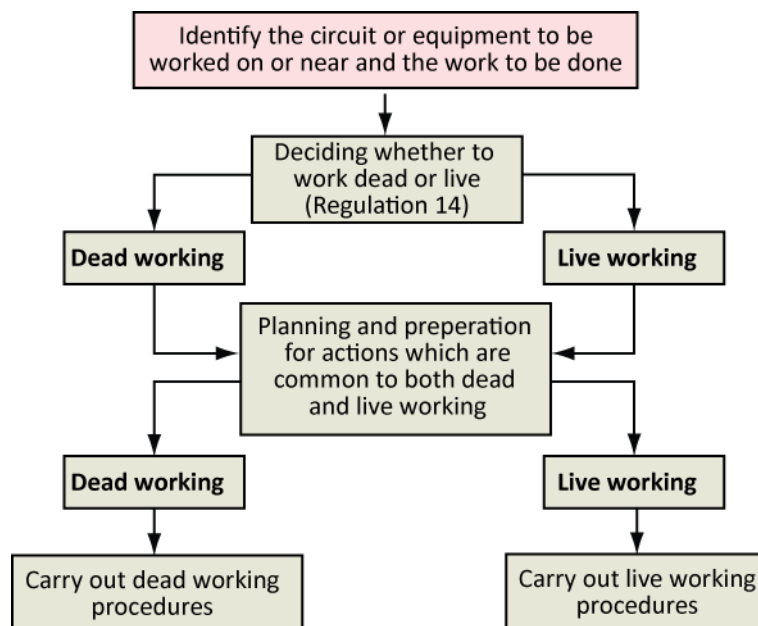 Identify the circuit or equipment to be
worked on or near and the work to be done
Deciding whether to
work dead or live
(Regulation 14)
Dead working
Live working
Planning and preperation
for actions which are
common to both dead
and live working
Dead working
Live working
Carry out dead working
procedures
Carry out live working
procedures